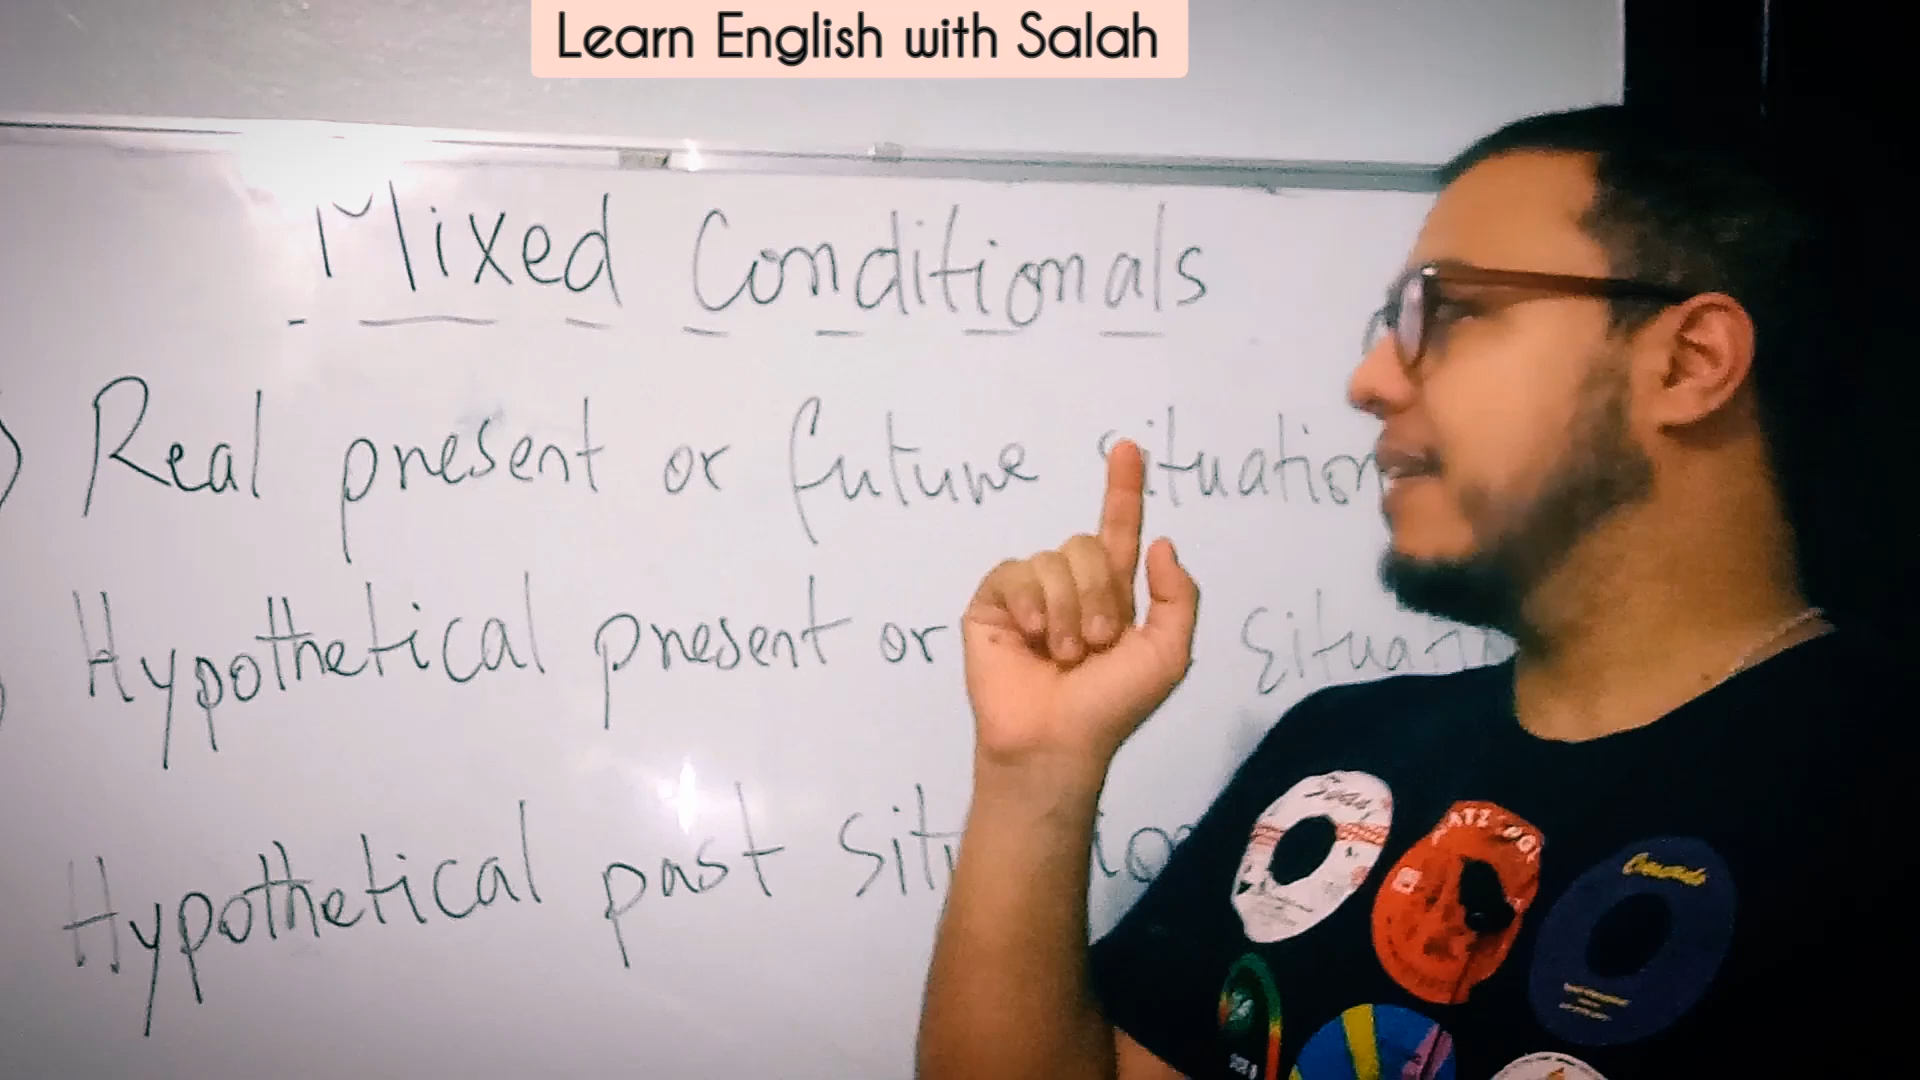 Learn English with Salah
Mixed Conditionals
Real present or future situation
Hypothetical present or
Hypothetical past